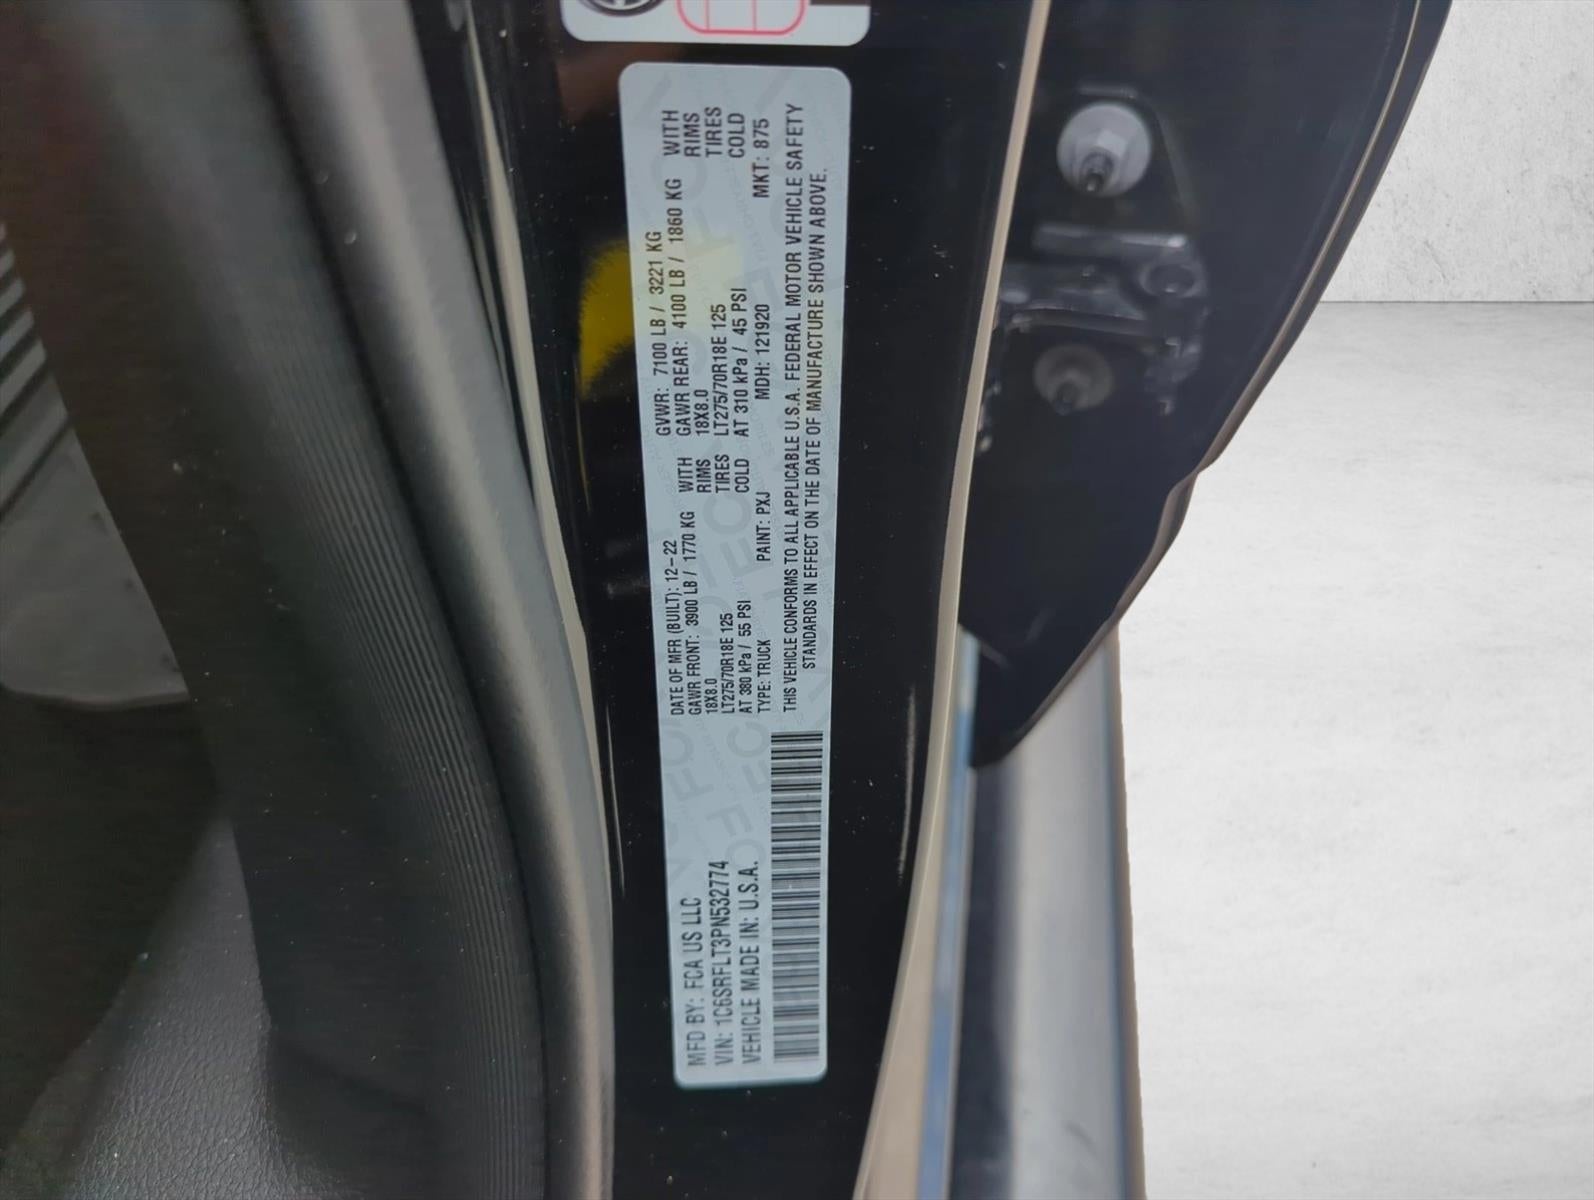 MFD BY: FCA US LLC
VIN: 1C6SRFLT3PN532774
VEHICLE MADE IN: U.S.A.
DATE OF MFR (BUILT): 12-22 GVWR: 7100 LB / 3221 KG
GAWR FRONT: 3900 LB / 1770 KG WITH GAWR REAR: 4100 LB / 1860 KG WITH
18X8.0 RIMS 18X8.0 RIMS
LT275/70R18E 125 TIRES LT275/70R18E 125 TIRES
AT 380 kPa / 55 PSI COLD AT 310 kPa / 45 PSI COLD
TYPE: TRUCK PAINT: PXJ MDH: 121920 MKT: 875
THIS VEHICLE CONFORMS TO ALL APPLICABLE U.S.A. FEDERAL MOTOR VEHICLE SAFETY
STANDARDS IN EFFECT ON THE DATE OF MANUFACTURE SHOWN ABOVE.